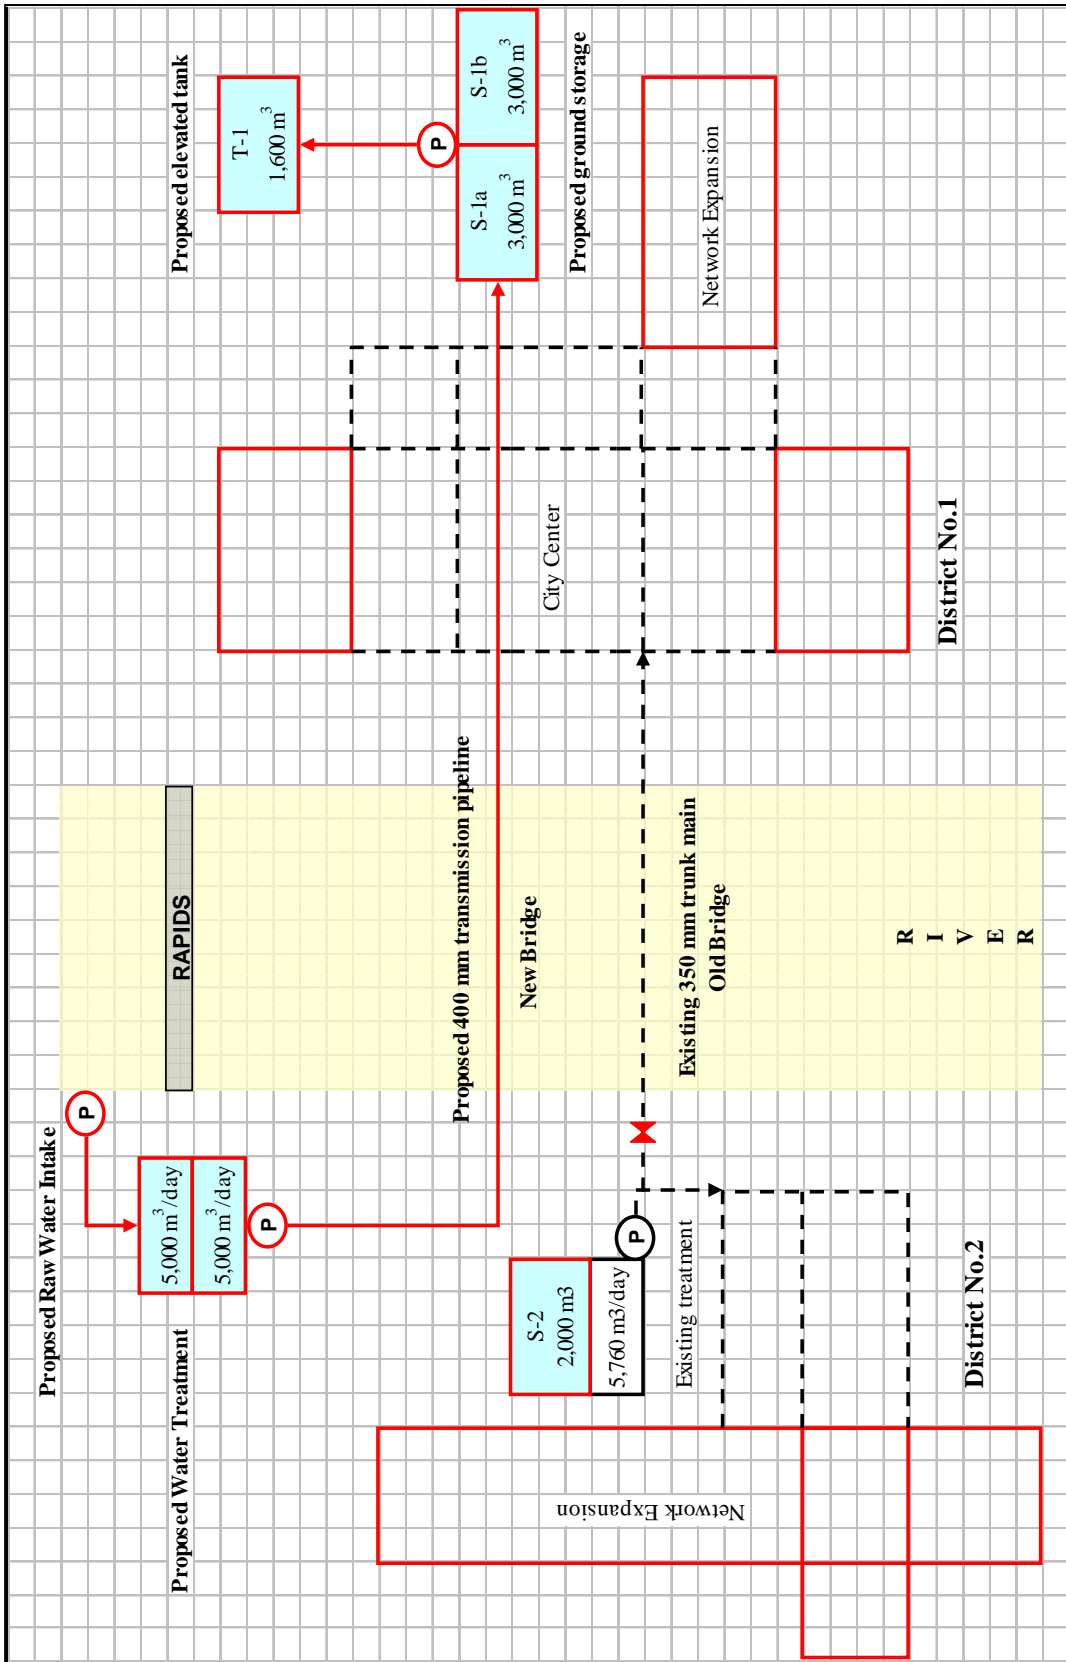 Proposed Raw Water Intake
P
5,000 m³/day
5,000 m³/day
P
Proposed Water Treatment
RAPIDS
Proposed elevated tank
T-1
1,600 m³
P
S-1a
3,000 m³
S-1b
3,000 m³
Proposed ground storage
Proposed 400 mm transmission pipeline
New Bridge
City Center
Network Expansion
S-2
2,000 m3
5,760 m3/day
P
Existing treatment
Existing 350 mm trunk main
Old Bridge
R
I
V
E
R
Network Expansion
District No.2
District No.1